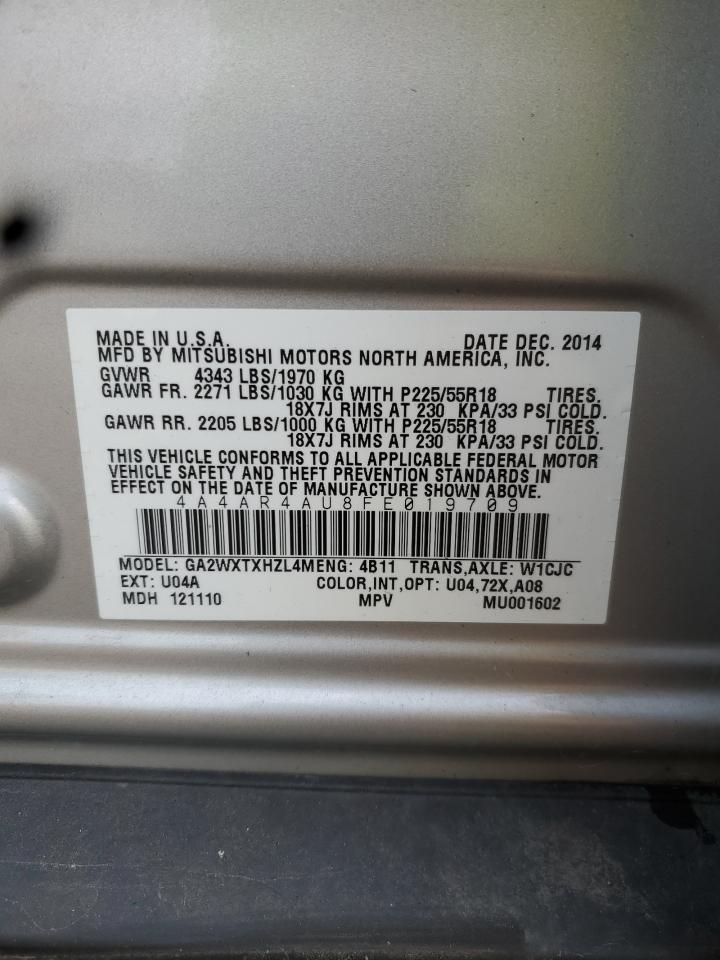 MADE IN U.S.A. DATE DEC. 2014
MFD BY MITSUBISHI MOTORS NORTH AMERICA, INC.
GVWR 4343 LBS/1970 KG
GAWR FR. 2271 LBS/1030 KG WITH P225/55R18 TIRES.
18X7J RIMS AT 230 KPA/33 PSI COLD.
GAWR RR. 2205 LBS/1000 KG WITH P225/55R18 TIRES.
18X7J RIMS AT 230 KPA/33 PSI COLD.
THIS VEHICLE CONFORMS TO ALL APPLICABLE FEDERAL MOTOR
VEHICLE SAFETY AND THEFT PREVENTION STANDARDS IN
EFFECT ON THE DATE OF MANUFACTURE SHOWN ABOVE.
4A4AR4AU8FE019709
MODEL: GA2WXTXHZL4MENG: 4B11 TRANS,AXLE: W1CJC
EXT: U04A COLOR,INT,OPT: U04,72X,A08
MDH 121110 MPV MU001602